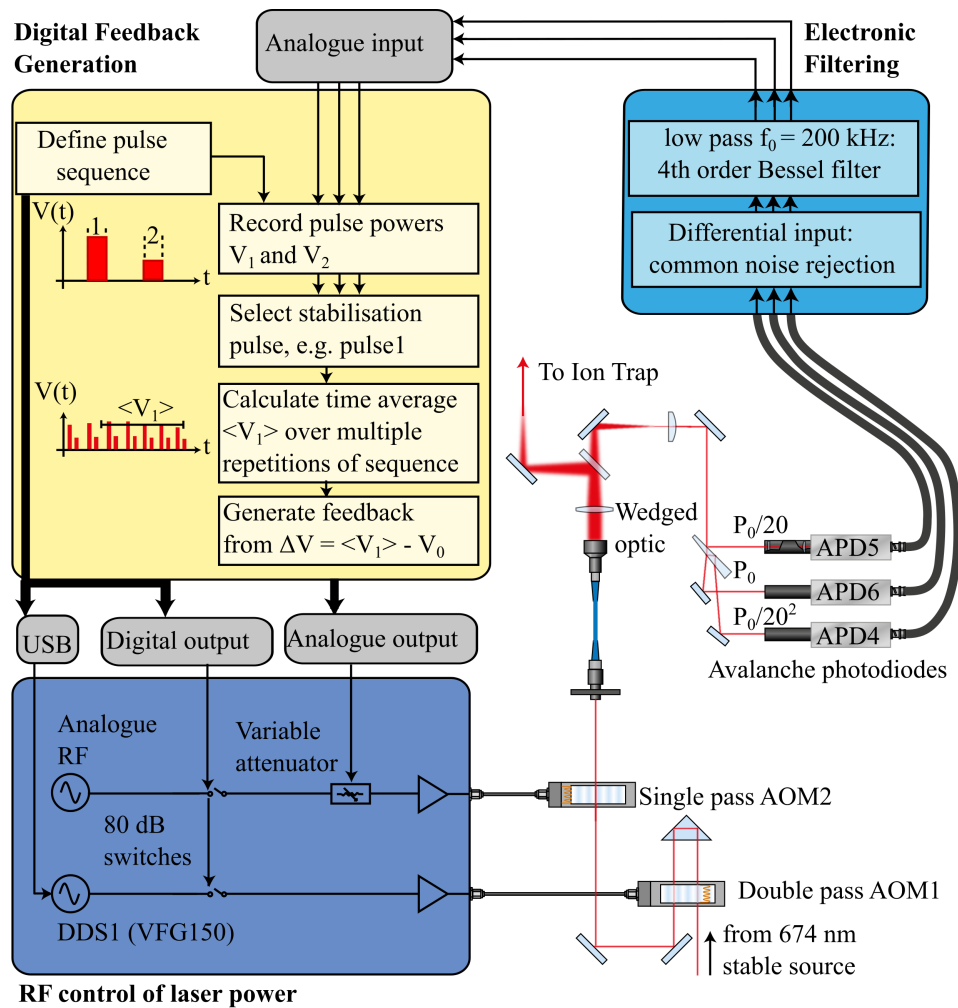 Digital Feedback
Generation
Analogue input
Electronic
Filtering
Define pulse
sequence
V(t)
1
2
t
Record pulse powers
V₁ and V₂
Select stabilisation
pulse, e.g. pulse1
V(t)
<V₁>
t
Calculate time average
<V₁> over multiple
repetitions of sequence
Generate feedback
from ΔV = <V₁> - V₀
low pass f₀ = 200 kHz:
4th order Bessel filter
Differential input:
common noise rejection
To Ion Trap
Wedged
optic
P₀/20
APD5
P₀
APD6
P₀/20²
APD4
Avalanche photodiodes
USB
Digital output
Analogue output
Analogue
RF
Variable
attenuator
80 dB
switches
DDS1 (VFG150)
Single pass AOM2
Double pass AOM1
from 674 nm
stable source
RF control of laser power